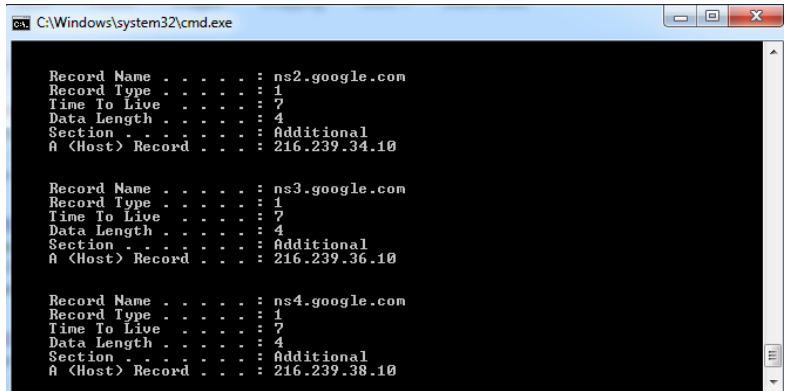 C:\Windows\system32\cmd.exe
Record Name . . . . . : ns2.google.com
Record Type . . . . . : 1
Time To Live  . . . . : 7
Data Length . . . . . : 4
Section . . . . . . . : Additional
A (Host) Record . . . : 216.239.34.10
Record Name . . . . . : ns3.google.com
Record Type . . . . . : 1
Time To Live  . . . . : 7
Data Length . . . . . : 4
Section . . . . . . . : Additional
A (Host) Record . . . : 216.239.36.10
Record Name . . . . . : ns4.google.com
Record Type . . . . . : 1
Time To Live  . . . . : 7
Data Length . . . . . : 4
Section . . . . . . . : Additional
A (Host) Record . . . : 216.239.38.10